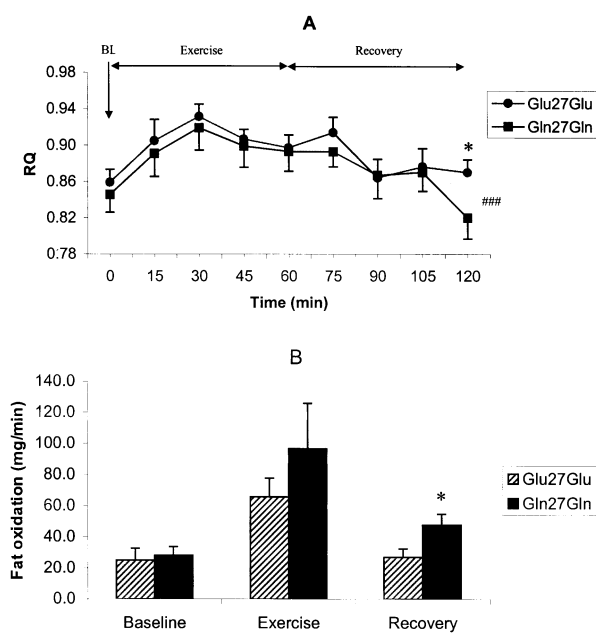 A
BL Exercise Recovery
0.98
0.94
0.90
0.86
0.82
0.78
RQ
0 15 30 45 60 75 90 105 120
Time (min)
Glu27Glu
Gln27Gln
*
###
B
140.0
120.0
100.0
80.0
60.0
40.0
20.0
0.0
Fat oxidation (mg/min)
Baseline Exercise Recovery
Glu27Glu
Gln27Gln
*